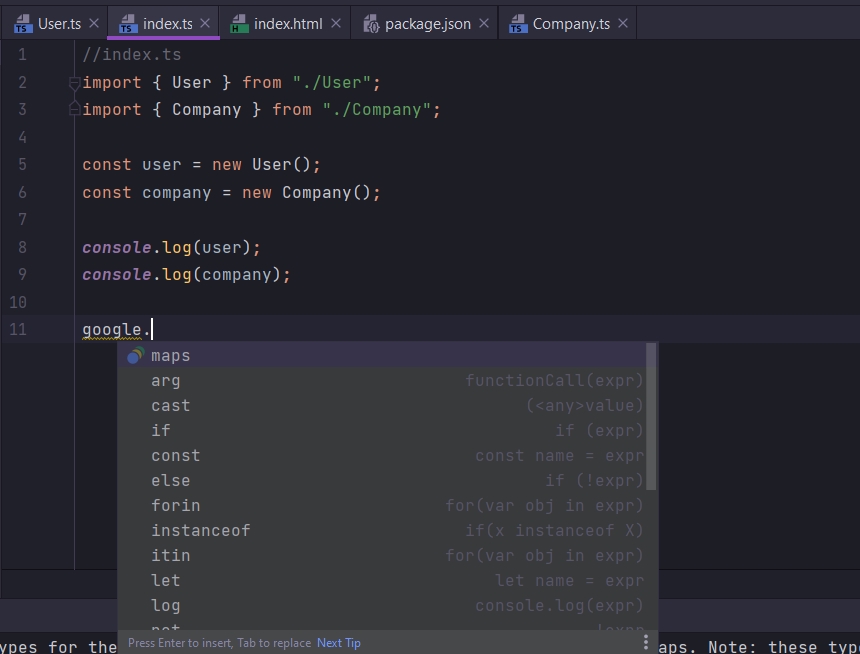 User.ts
index.ts
index.html
package.json
Company.ts
1 //index.ts
2 import { User } from "./User";
3 import { Company } from "./Company";
4
5 const user = new User();
6 const company = new Company();
7
8 console.log(user);
9 console.log(company);
10
11 google.
maps
arg functionCall(expr)
cast (<any>value)
if if (expr)
const const name = expr
else if (!expr)
forin for(var obj in expr)
instanceof if(x instanceof X)
itin for(var obj in expr)
let let name = expr
log console.log(expr)
not !expr
Press Enter to insert, Tab to replace Next Tip
ypes for the aps. Note: these typ